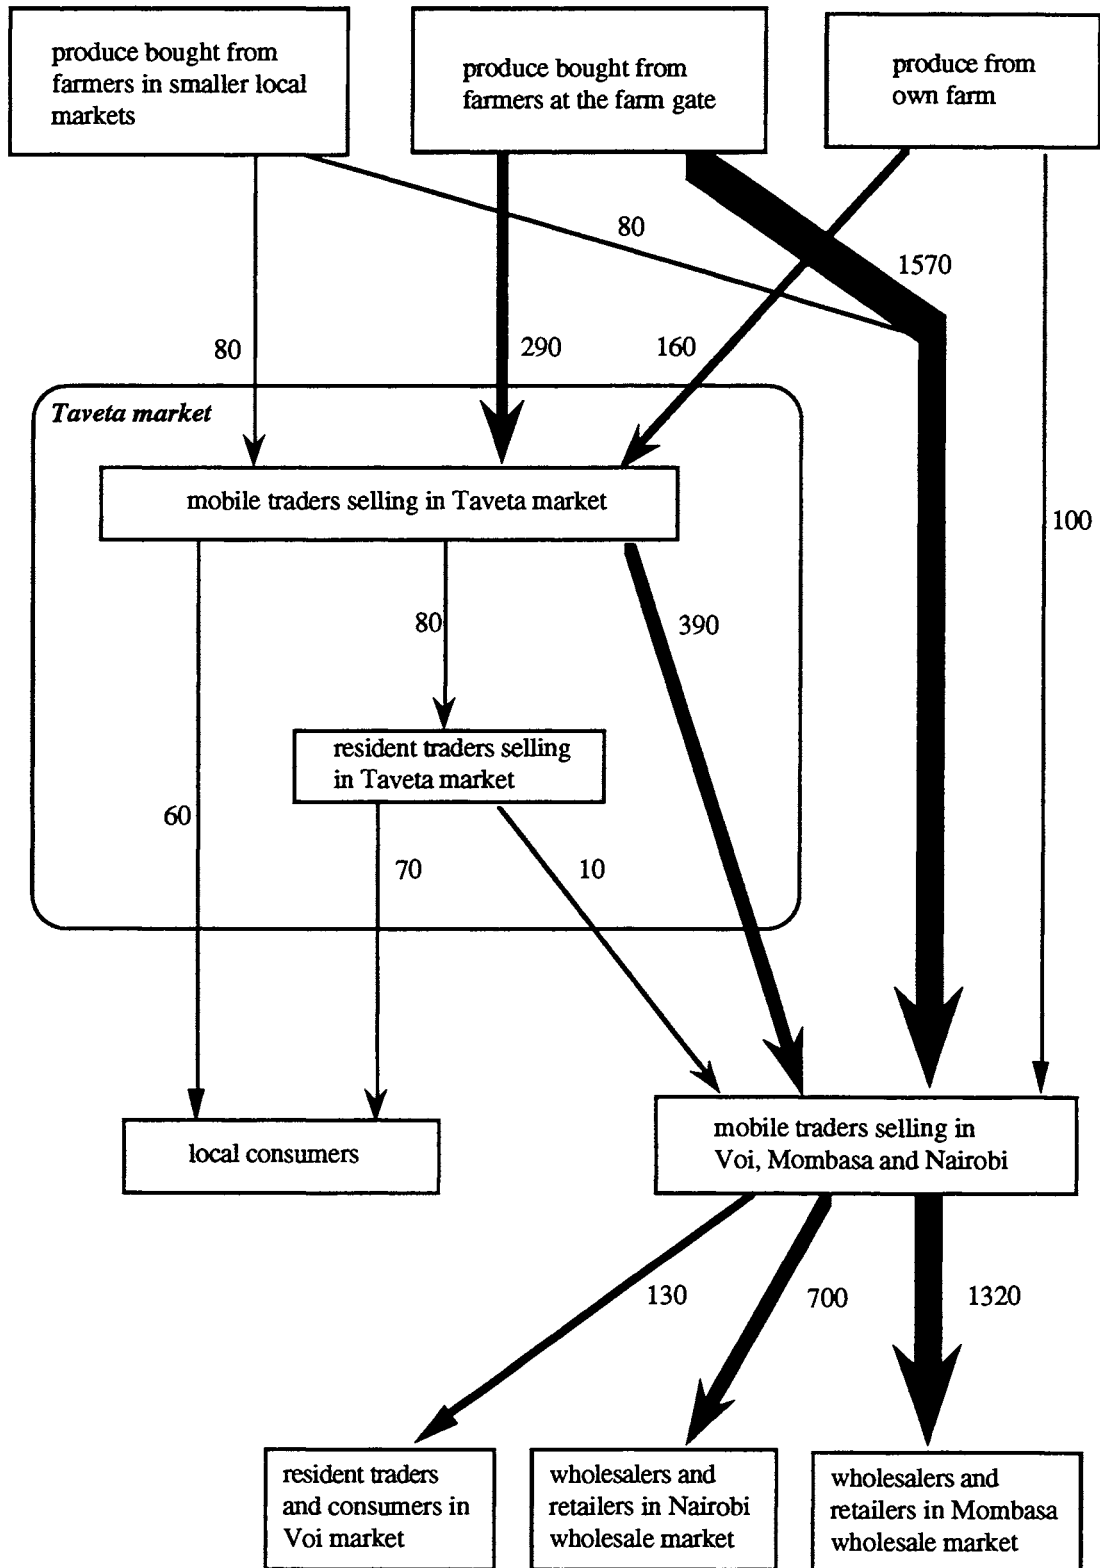 produce bought from
farmers in smaller local
markets
produce bought from
farmers at the farm gate
produce from
own farm
80
1570
80
290
160
Taveta market
mobile traders selling in Taveta market
100
80
390
resident traders selling
in Taveta market
60
70
10
local consumers
mobile traders selling in
Voi, Mombasa and Nairobi
130
700
1320
resident traders
and consumers in
Voi market
wholesalers and
retailers in Nairobi
wholesale market
wholesalers and
retailers in Mombasa
wholesale market